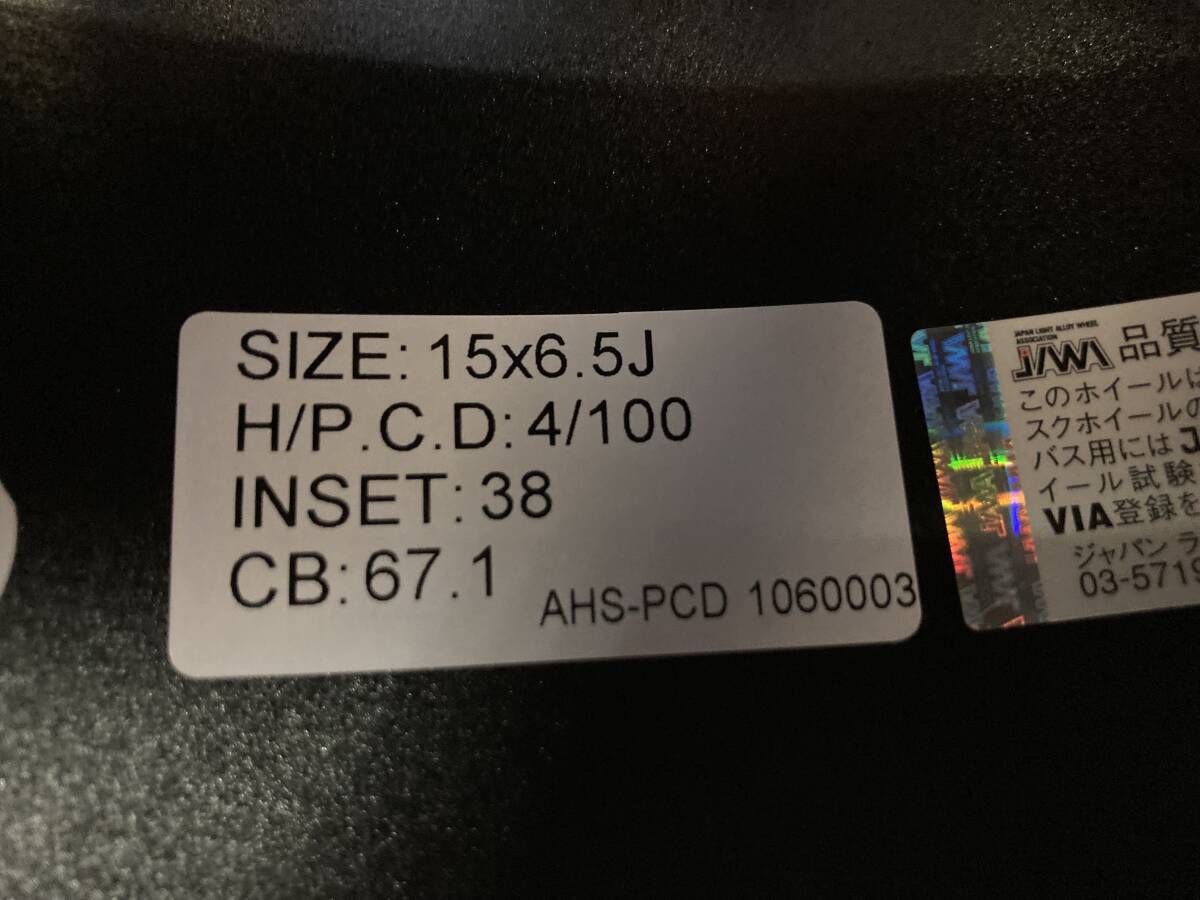 SIZE: 15x6.5J
H/P.C.D: 4/100
INSET: 38
CB: 67.1
AHS-PCD 1060003
JAPAN LIGHT ALLOY WHEEL
ASSOCIATION
JAWA 品質
このホイールは
スクホイールの
バス用には J
イール試験
VIA登録を
ジャパン ラ
03-5719